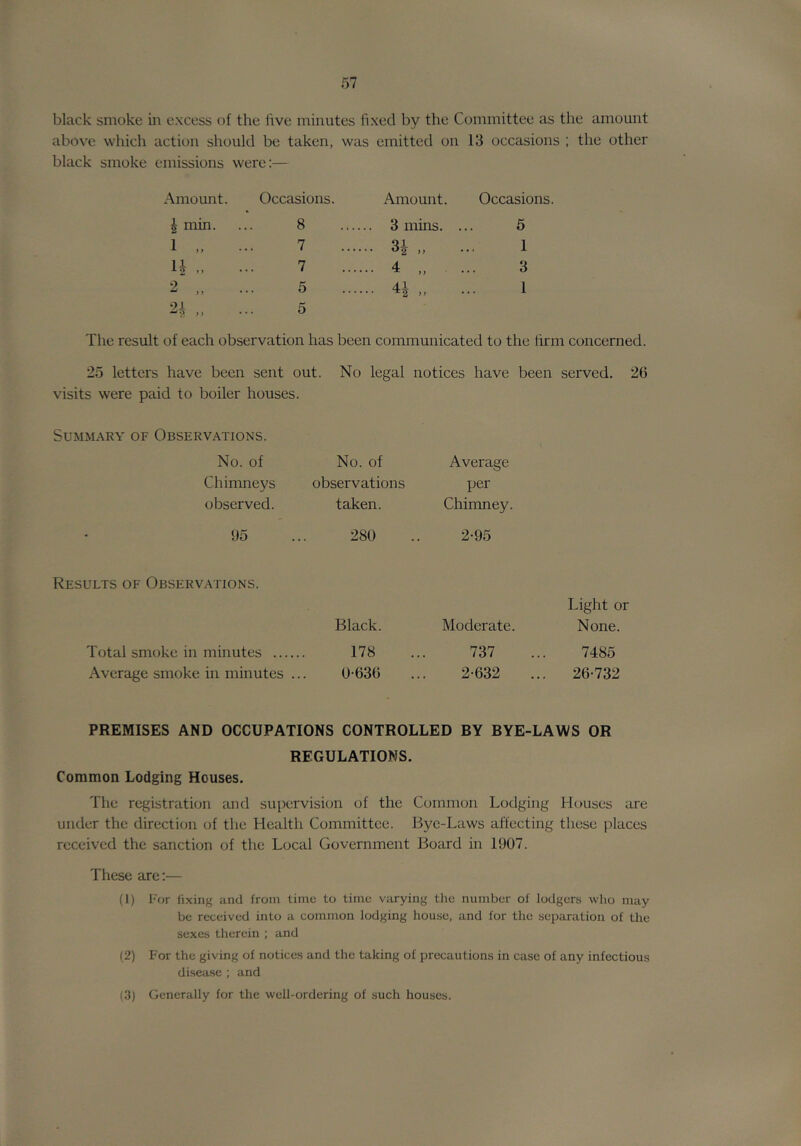 57
black smoke in excess of the five minutes fixed by the Committee as the amount
above which action should be taken, was emitted on 13 occasions ; the other
black smoke emissions were:—
Amount. Occasions. Amount. Occasions.
½ min. ... 8 ...... 3 mins. ... 5
1 ,, ... 7 ...... 3½ ,, ... 1
1½ ,, ... 7 ...... 4 ,, ... 3
2 ,, ... 5 ...... 4½ ,, ... 1
2½ ,, ... 5
The result of each observation has been communicated to the firm concerned.
25 letters have been sent out. No legal notices have been served. 26
visits were paid to boiler houses.
Summary of Observations.
No. of No. of Average
Chimneys observations per
observed. taken. Chimney.
95 ... 280 .. 2·95
Results of Observations.
Light or
Black. Moderate. None.
Total smoke in minutes ...... 178 ... 737 ... 7485
Average smoke in minutes ... 0·636 ... 2·632 ... 26·732
PREMISES AND OCCUPATIONS CONTROLLED BY BYE-LAWS OR
REGULATIONS.
Common Lodging Houses.
The registration and supervision of the Common Lodging Houses are
under the direction of the Health Committee. Bye-Laws affecting these places
received the sanction of the Local Government Board in 1907.
These are:—
(1) For fixing and from time to time varying the number of lodgers who may
be received into a common lodging house, and for the separation of the
sexes therein ; and
(2) For the giving of notices and the taking of precautions in case of any infectious
disease ; and
(3) Generally for the well-ordering of such houses.